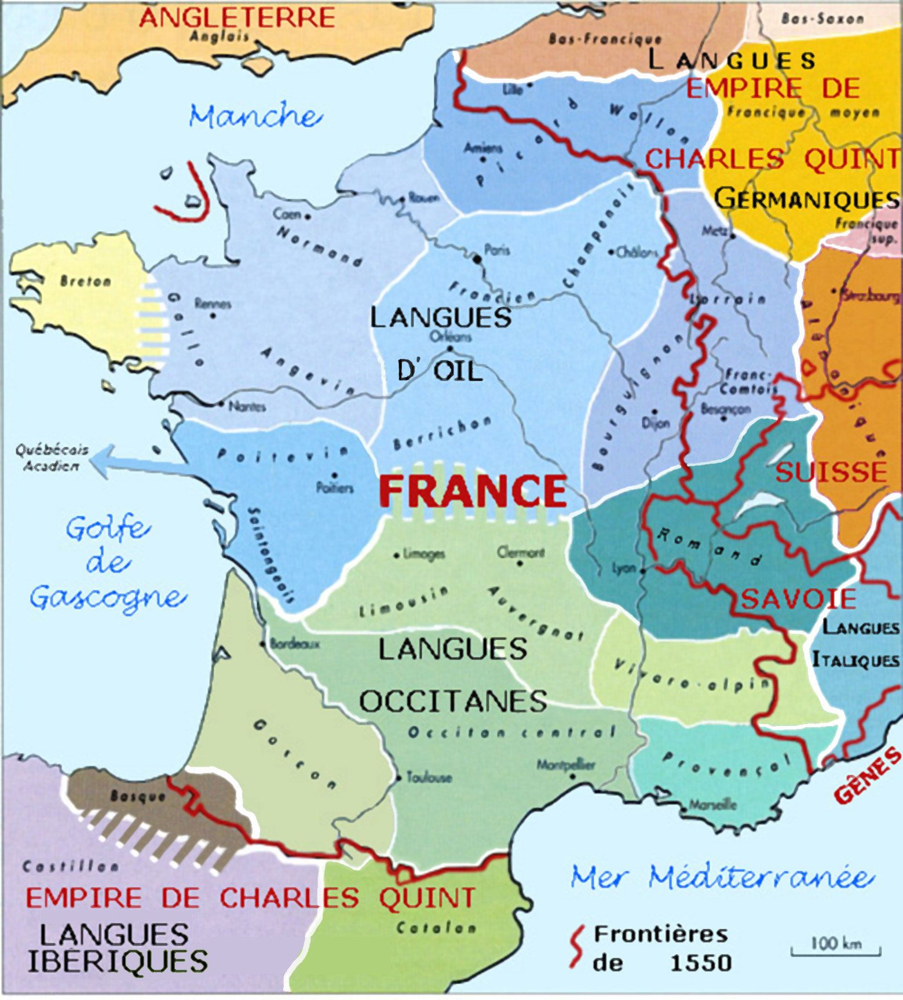 ANGLETERRE
Anglais
Bas-Francique
Bas-Saxon
LANGUES
EMPIRE DE
Francique moyen
CHARLES QUINT
GERMANIQUES
Francique
sup.
Manche
Lille
Wallon
Picard
Amiens
Rouen
Caen
Normand
Champenais
Metz
Paris
Châlons
Breton
Gallo
Rennes
Francien
Lorrain
Strasbourg
Alémanique
LANGUES
Orléans
D' OIL
Angevin
Bourguignon
Franc-
Comtois
Nantes
Berrichon
Dijon
Besançon
Québécois
Acadien
Poitevin
Poitiers
SUISSE
FRANCE
Saintongeais
Golfe
de
Gascogne
Limoges
Clermont
Romand
Lyon
Limousin
Auvergnat
SAVOIE
LANGUES
ITALIQUES
Bordeaux
LANGUES
Vivaro-alpin
OCCITANES
Gascon
Occitan central
Provençal
Montpellier
Toulouse
Marseille
GÊNES
Basque
Castillan
EMPIRE DE CHARLES QUINT
Catalan
LANGUES
IBÉRIQUES
Mer Méditerranée
Frontières
de 1550
100 km